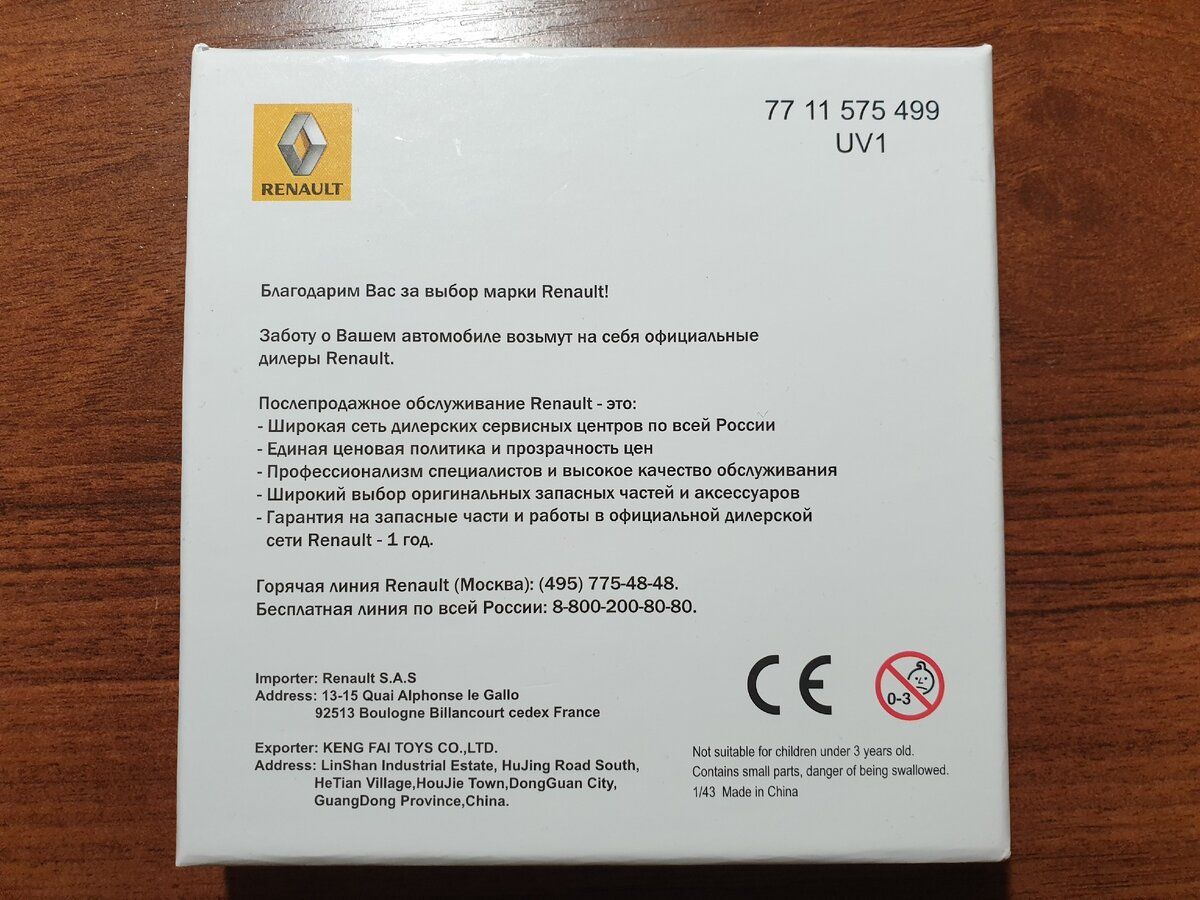 RENAULT
77 11 575 499
UV1
Благодарим Вас за выбор марки Renault!
Заботу о Вашем автомобиле возьмут на себя официальные
дилеры Renault.
Послепродажное обслуживание Renault - это:
- Широкая сеть дилерских сервисных центров по всей России
- Единая ценовая политика и прозрачность цен
- Профессионализм специалистов и высокое качество обслуживания
- Широкий выбор оригинальных запасных частей и аксессуаров
- Гарантия на запасные части и работы в официальной дилерской
сети Renault - 1 год.
Горячая линия Renault (Москва): (495) 775-48-48.
Бесплатная линия по всей России: 8-800-200-80-80.
Importer: Renault S.A.S
Address: 13-15 Quai Alphonse le Gallo
92513 Boulogne Billancourt cedex France
Exporter: KENG FAI TOYS CO.,LTD.
Address: LinShan Industrial Estate, HuJing Road South,
HeTian Village,HouJie Town,DongGuan City,
GuangDong Province,China.
CE
0-3
Not suitable for children under 3 years old.
Contains small parts, danger of being swallowed.
1/43 Made in China